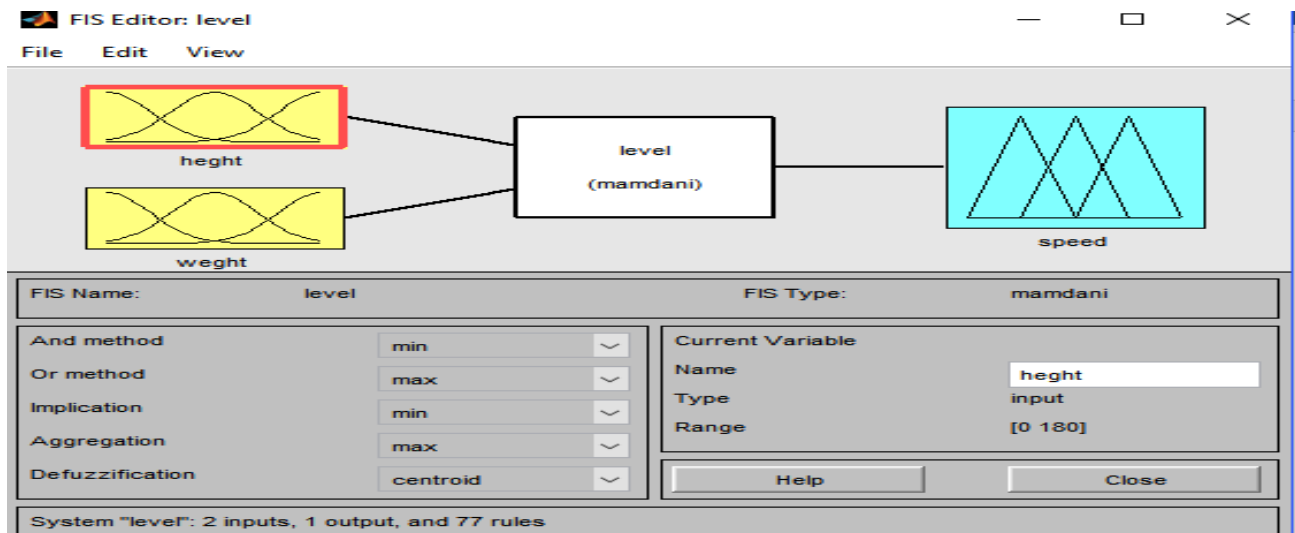 FIS Editor: level
File Edit View
heght
level
(mamdani)
weght
speed
FIS Name: level FIS Type: mamdani
And method min
Or method max
Implication min
Aggregation max
Defuzzification centroid
Current Variable
Name heght
Type input
Range [0 180]
Help Close
System "level": 2 inputs, 1 output, and 77 rules